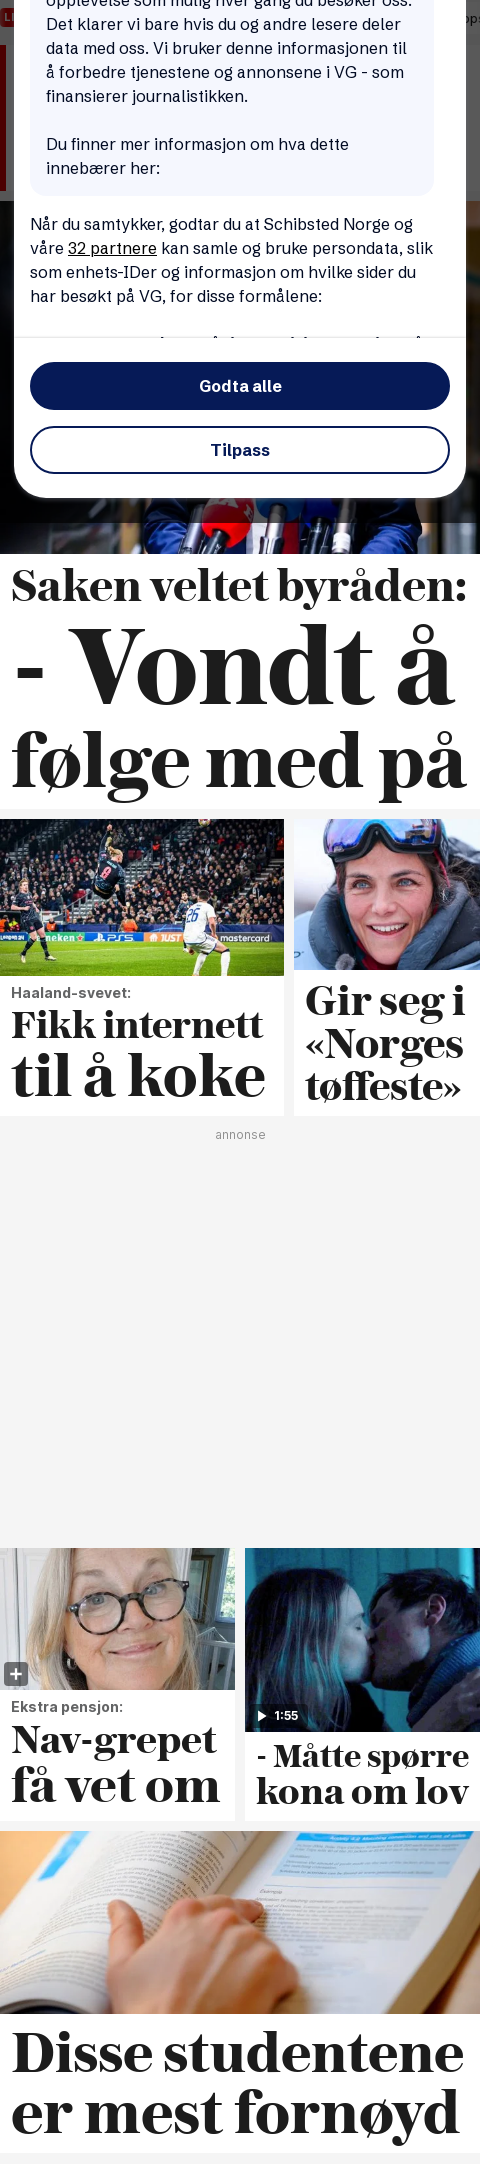 opplevelse som mulig hver gang du besøker oss.
Det klarer vi bare hvis du og andre lesere deler
data med oss. Vi bruker denne informasjonen til
å forbedre tjenestene og annonsene i VG - som
finansierer journalistikken.
Du finner mer informasjon om hva dette
innebærer her:
Når du samtykker, godtar du at Schibsted Norge og
våre 32 partnere kan samle og bruke persondata, slik
som enhets-IDer og informasjon om hvilke sider du
har besøkt på VG, for disse formålene:
Godta alle
Tilpass
Saken veltet byråden:
- Vondt å
følge med på
Haaland-svevet:
Fikk internett
til å koke
Gir seg i
«Norges
tøffeste»
annonse
Ekstra pensjon:
Nav-grepet
få vet om
1:55
- Måtte spørre
kona om lov
Disse studentene
er mest fornøyd